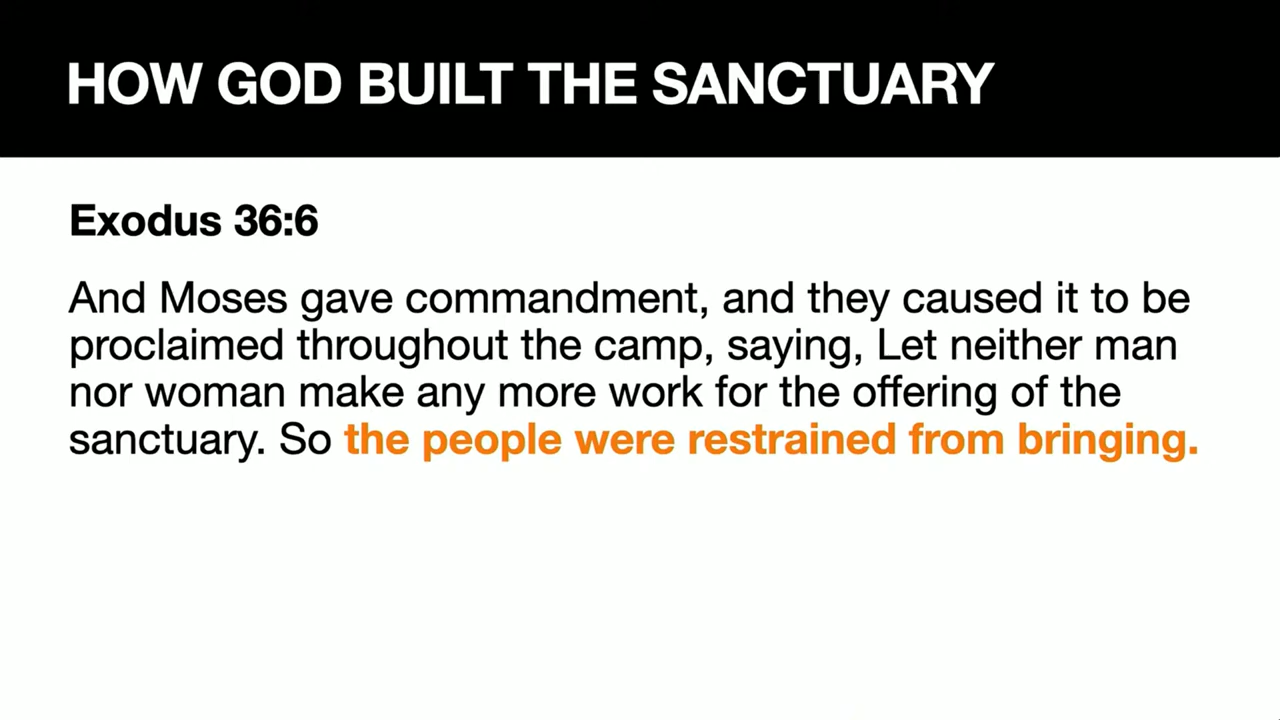 HOW GOD BUILT THE SANCTUARY
Exodus 36:6
And Moses gave commandment, and they caused it to be
proclaimed throughout the camp, saying, Let neither man
nor woman make any more work for the offering of the
sanctuary. So the people were restrained from bringing.